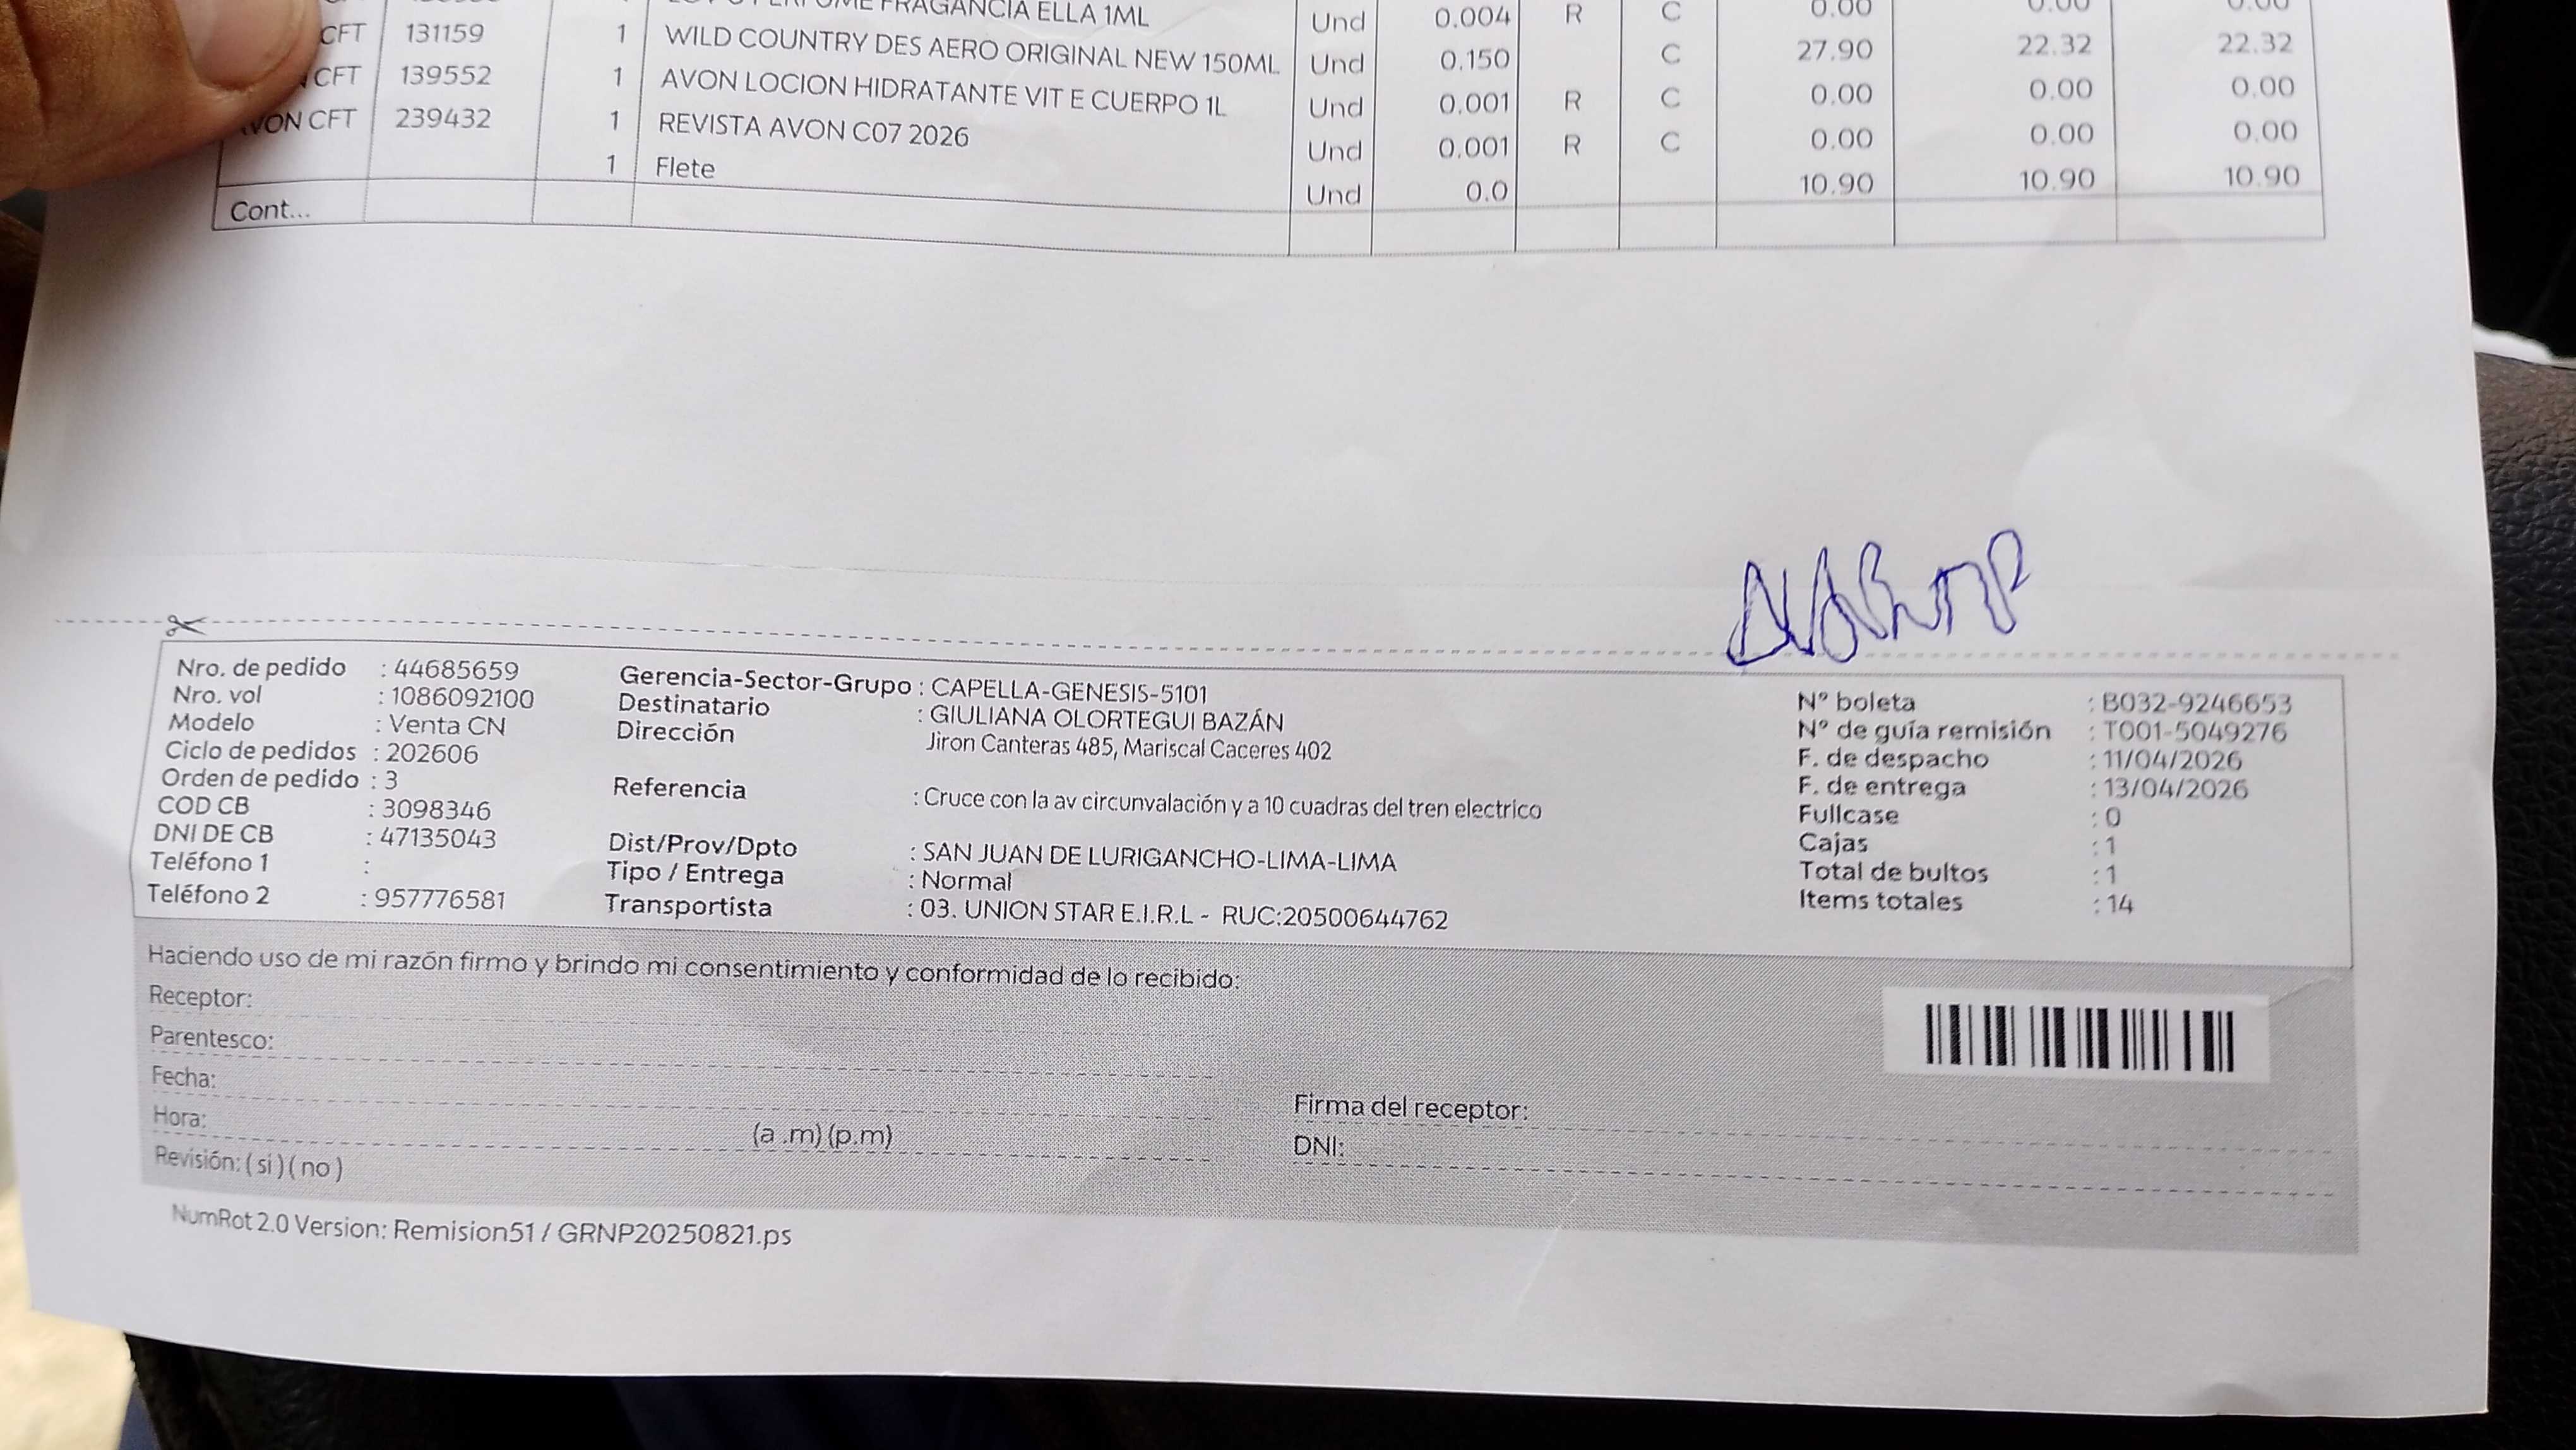 PERFUME FRAGANCIA ELLA 1ML Und 0.004 R C 0.00 0.00 0.00
CFT 131159 1 WILD COUNTRY DES AERO ORIGINAL NEW 150ML Und 0.150 C 27.90 22.32 22.32
CFT 139552 1 AVON LOCION HIDRATANTE VIT E CUERPO 1L Und 0.001 R C 0.00 0.00 0.00
AVON CFT 239432 1 REVISTA AVON C07 2026 Und 0.001 R C 0.00 0.00 0.00
1 Flete Und 0.0 10.90 10.90 10.90
Cont...
Nro. de pedido : 44685659
Nro. vol : 1086092100
Modelo : Venta CN
Ciclo de pedidos : 202606
Orden de pedido : 3
COD CB : 3098346
DNI DE CB : 47135043
Teléfono 1 :
Teléfono 2 : 957776581
Gerencia-Sector-Grupo : CAPELLA-GENESIS-5101
Destinatario : GIULIANA OLORTEGUI BAZÁN
Dirección Jiron Canteras 485, Mariscal Caceres 402
Referencia : Cruce con la av circunvalación y a 10 cuadras del tren electrico
Dist/Prov/Dpto : SAN JUAN DE LURIGANCHO-LIMA-LIMA
Tipo / Entrega : Normal
Transportista : 03. UNION STAR E.I.R.L - RUC:20500644762
N° boleta : B032-9246653
N° de guía remisión : T001-5049276
F. de despacho : 11/04/2026
F. de entrega : 13/04/2026
Fullcase : 0
Cajas : 1
Total de bultos : 1
Items totales : 14
Haciendo uso de mi razón firmo y brindo mi consentimiento y conformidad de lo recibido:
Receptor:
Parentesco:
Fecha:
Hora: (a .m) (p.m)
Revisión: ( si ) ( no )
Firma del receptor:
DNI:
NumRot 2.0 Version: Remision51 / GRNP20250821.ps